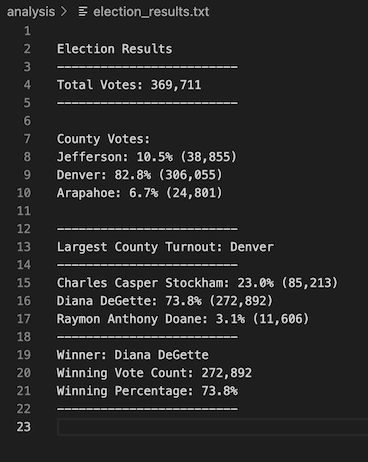 analysis > election_results.txt
1
2 Election Results
3 -------------------------
4 Total Votes: 369,711
5 -------------------------
6
7 County Votes:
8 Jefferson: 10.5% (38,855)
9 Denver: 82.8% (306,055)
10 Arapahoe: 6.7% (24,801)
11
12 -------------------------
13 Largest County Turnout: Denver
14 -------------------------
15 Charles Casper Stockham: 23.0% (85,213)
16 Diana DeGette: 73.8% (272,892)
17 Raymon Anthony Doane: 3.1% (11,606)
18 -------------------------
19 Winner: Diana DeGette
20 Winning Vote Count: 272,892
21 Winning Percentage: 73.8%
22 -------------------------
23